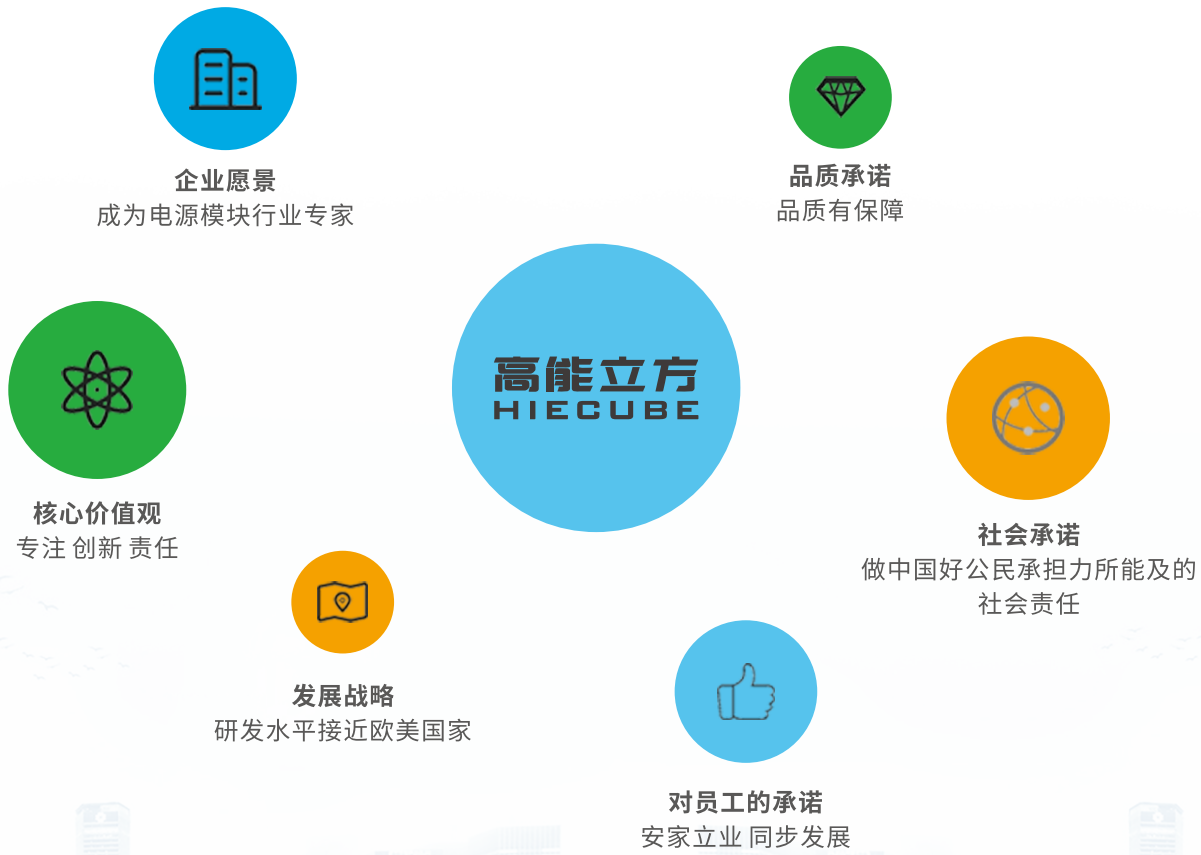 企业愿景
成为电源模块行业专家
品质承诺
品质有保障
高能立方
HIECUBE
核心价值观
专注 创新 责任
社会承诺
做中国好公民承担力所能及的
社会责任
发展战略
研发水平接近欧美国家
对员工的承诺
安家立业 同步发展